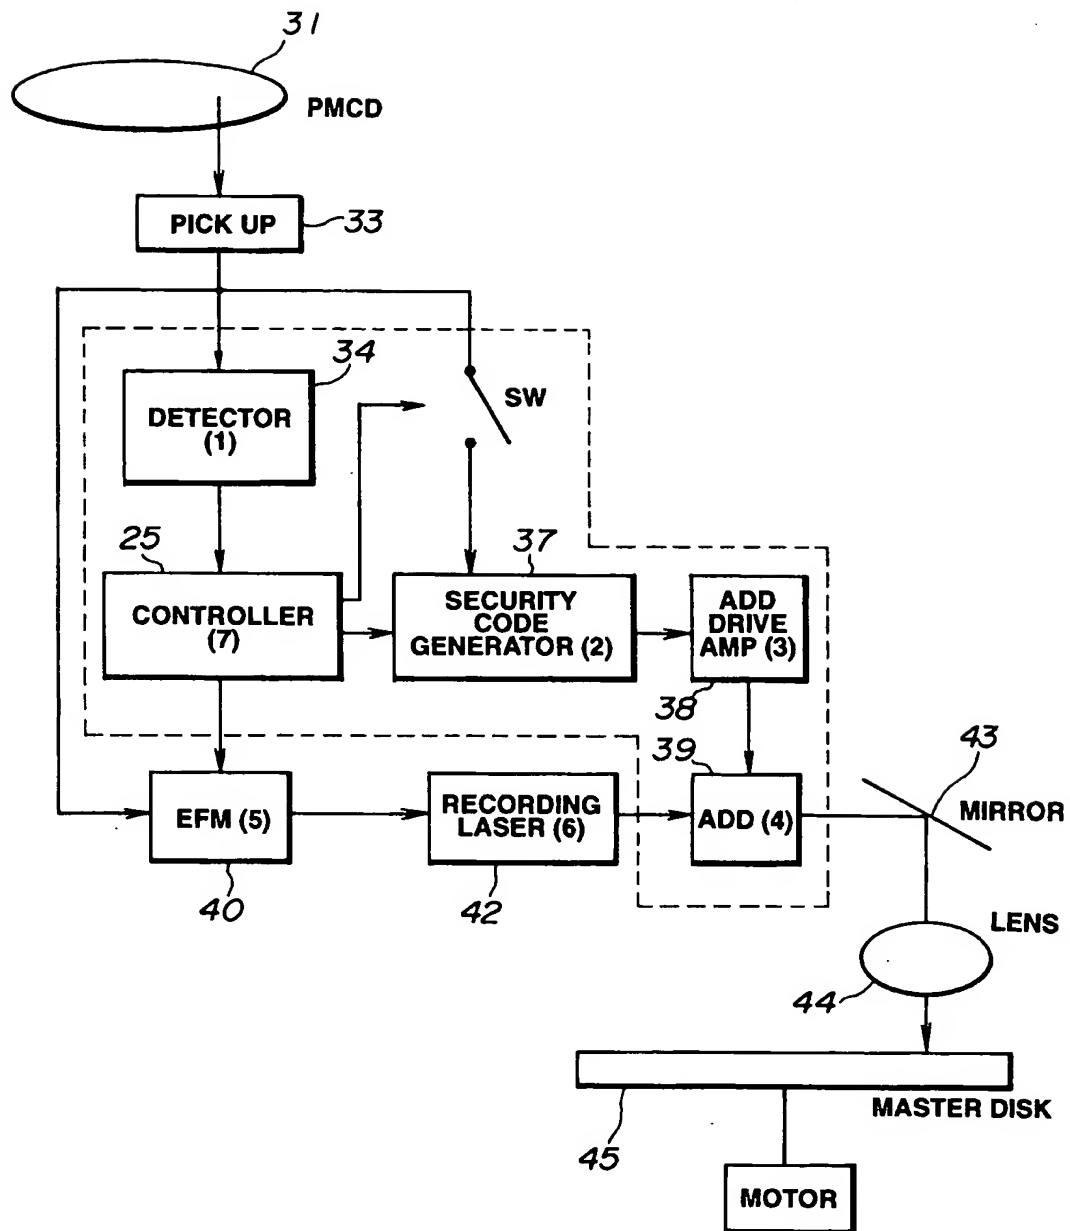 31
PMCD
PICK UP
33
34
DETECTOR
(1)
SW
25
CONTROLLER
(7)
37
SECURITY
CODE
GENERATOR (2)
ADD
DRIVE
AMP (3)
38
39
43
MIRROR
EFM (5)
RECORDING
LASER (6)
ADD (4)
40
42
LENS
44
MASTER DISK
45
MOTOR